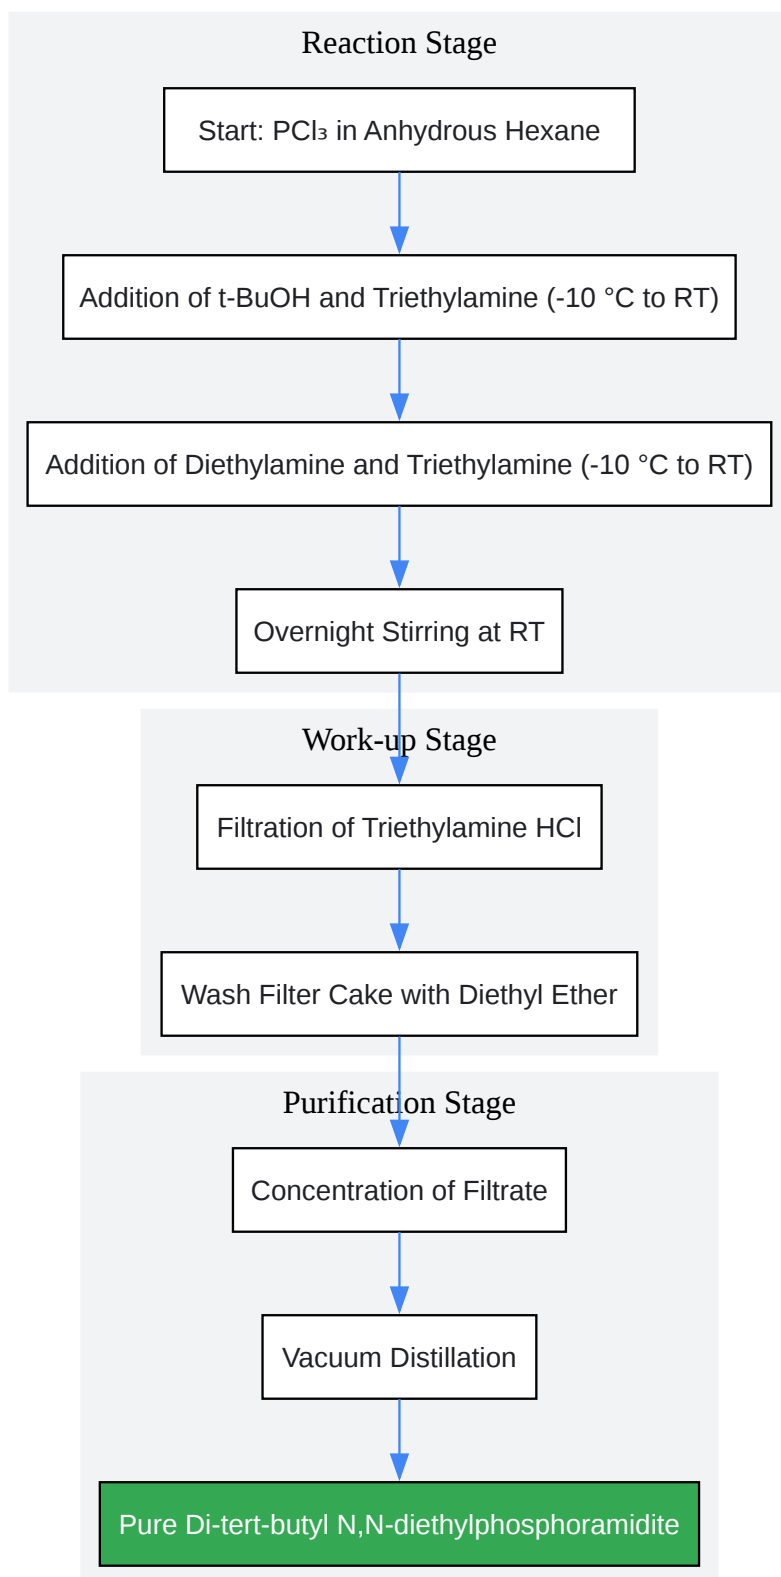 Reaction Stage
Start: PCl₃ in Anhydrous Hexane
Addition of t-BuOH and Triethylamine (-10 °C to RT)
Addition of Diethylamine and Triethylamine (-10 °C to RT)
Overnight Stirring at RT
Work-up Stage
Filtration of Triethylamine HCl
Wash Filter Cake with Diethyl Ether
Purification Stage
Concentration of Filtrate
Vacuum Distillation
Pure Di-tert-butyl N,N-diethylphosphoramidite